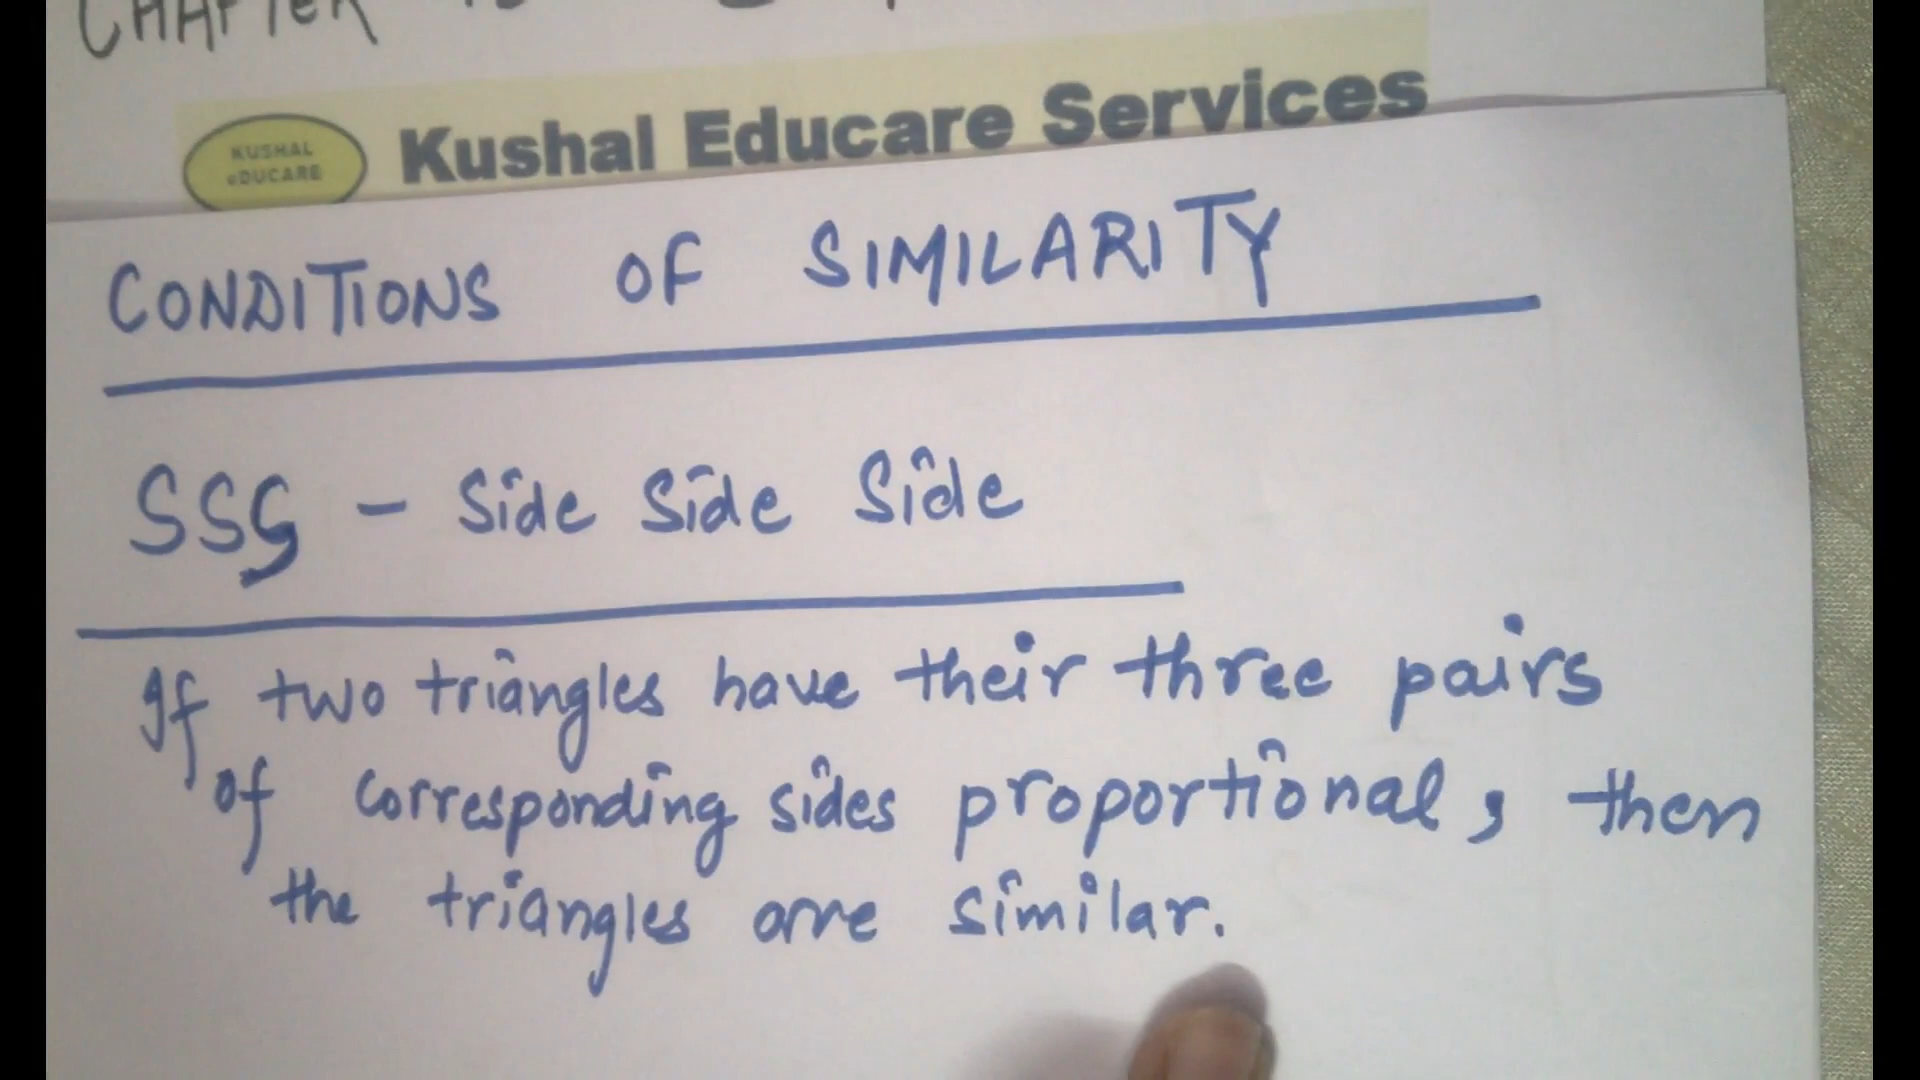 CHAPTER
KUSHAL
eDUCARE
Kushal Educare Services
CONDITIONS OF SIMILARITY
SSS - Side Side Side
If two triangles have their three pairs
of corresponding sides proportional, then
the triangles are similar.